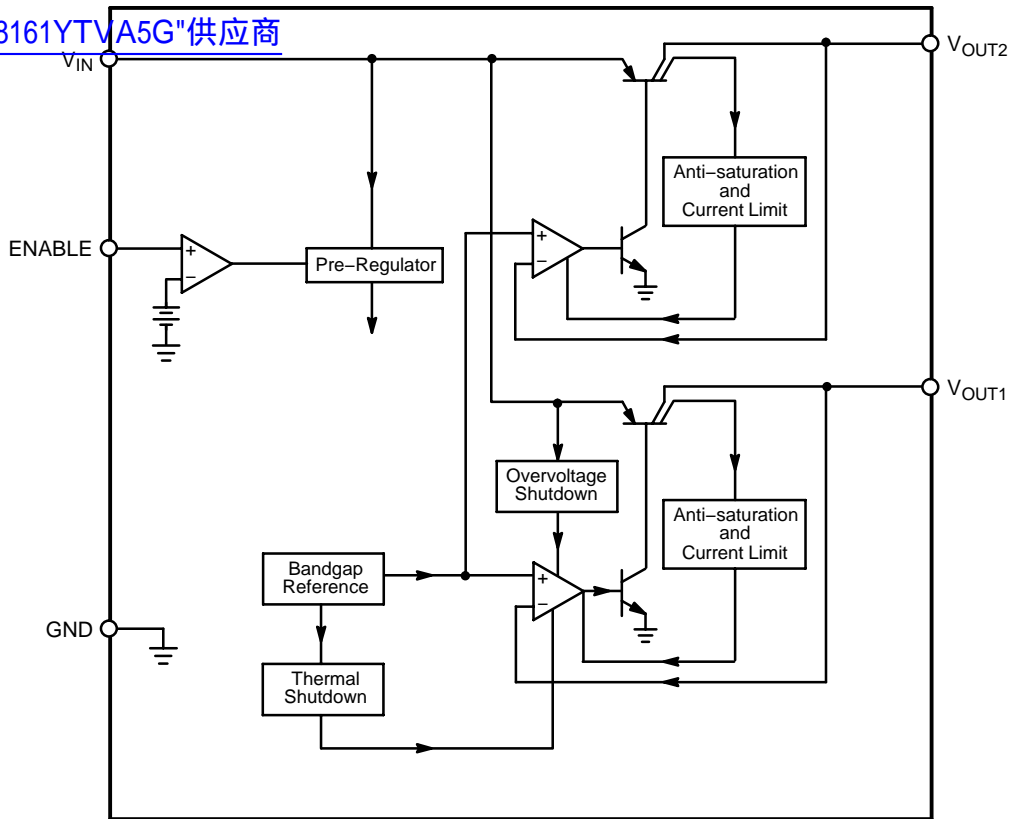 8161YTVA5G"供应商
VIN
VOUT2
Anti−saturation
and
Current Limit
ENABLE
+
−
Pre−Regulator
+
−
VOUT1
Overvoltage
Shutdown
Anti−saturation
and
Current Limit
Bandgap
Reference
+
−
GND
Thermal
Shutdown